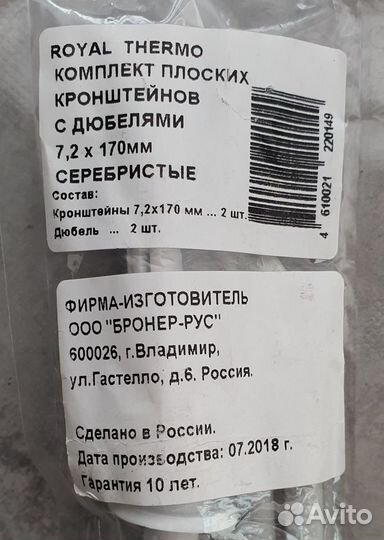 ROYAL THERMO
КОМПЛЕКТ ПЛОСКИХ
КРОНШТЕЙНОВ
С ДЮБЕЛЯМИ
7,2 x 170мм
СЕРЕБРИСТЫЕ
Состав:
Кронштейны 7,2x170 мм ... 2 шт.
Дюбель ... 2 шт.
4 610021 220149
ФИРМА-ИЗГОТОВИТЕЛЬ
ООО "БРОНЕР-РУС"
600026, г.Владимир,
ул.Гастелло, д.6. Россия.
Сделано в России.
Дата производства: 07.2018 г.
Гарантия 10 лет.
Avito